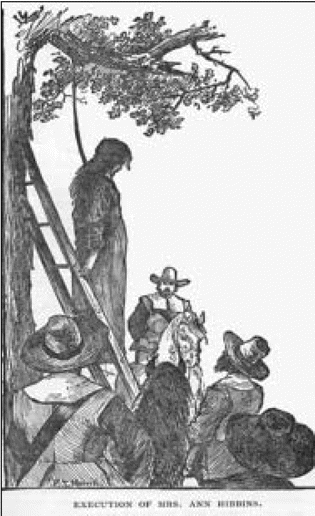 EXECUTION OF MRS. ANN HIBBINS.